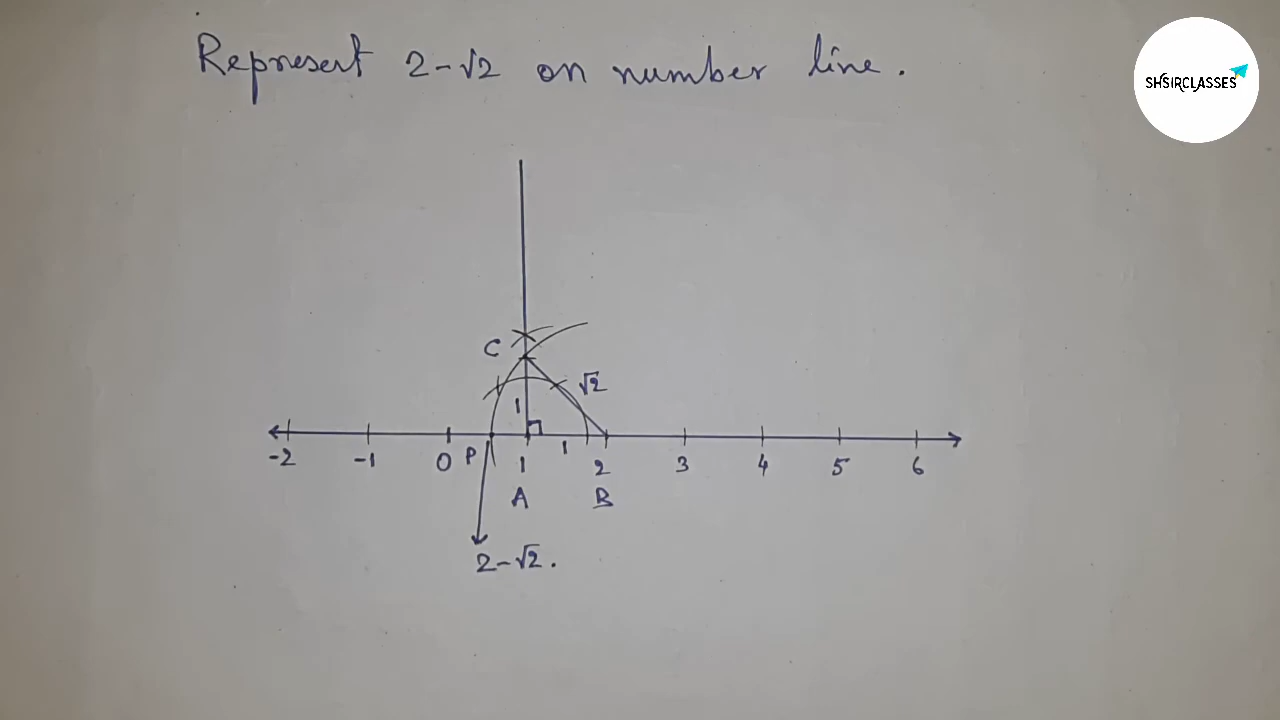 Represent 2-√2 on number line.
SHSIRCLASSES
C
√2
1
-2 -1 0 P 1 1 2 3 4 5 6
A B
2-√2.